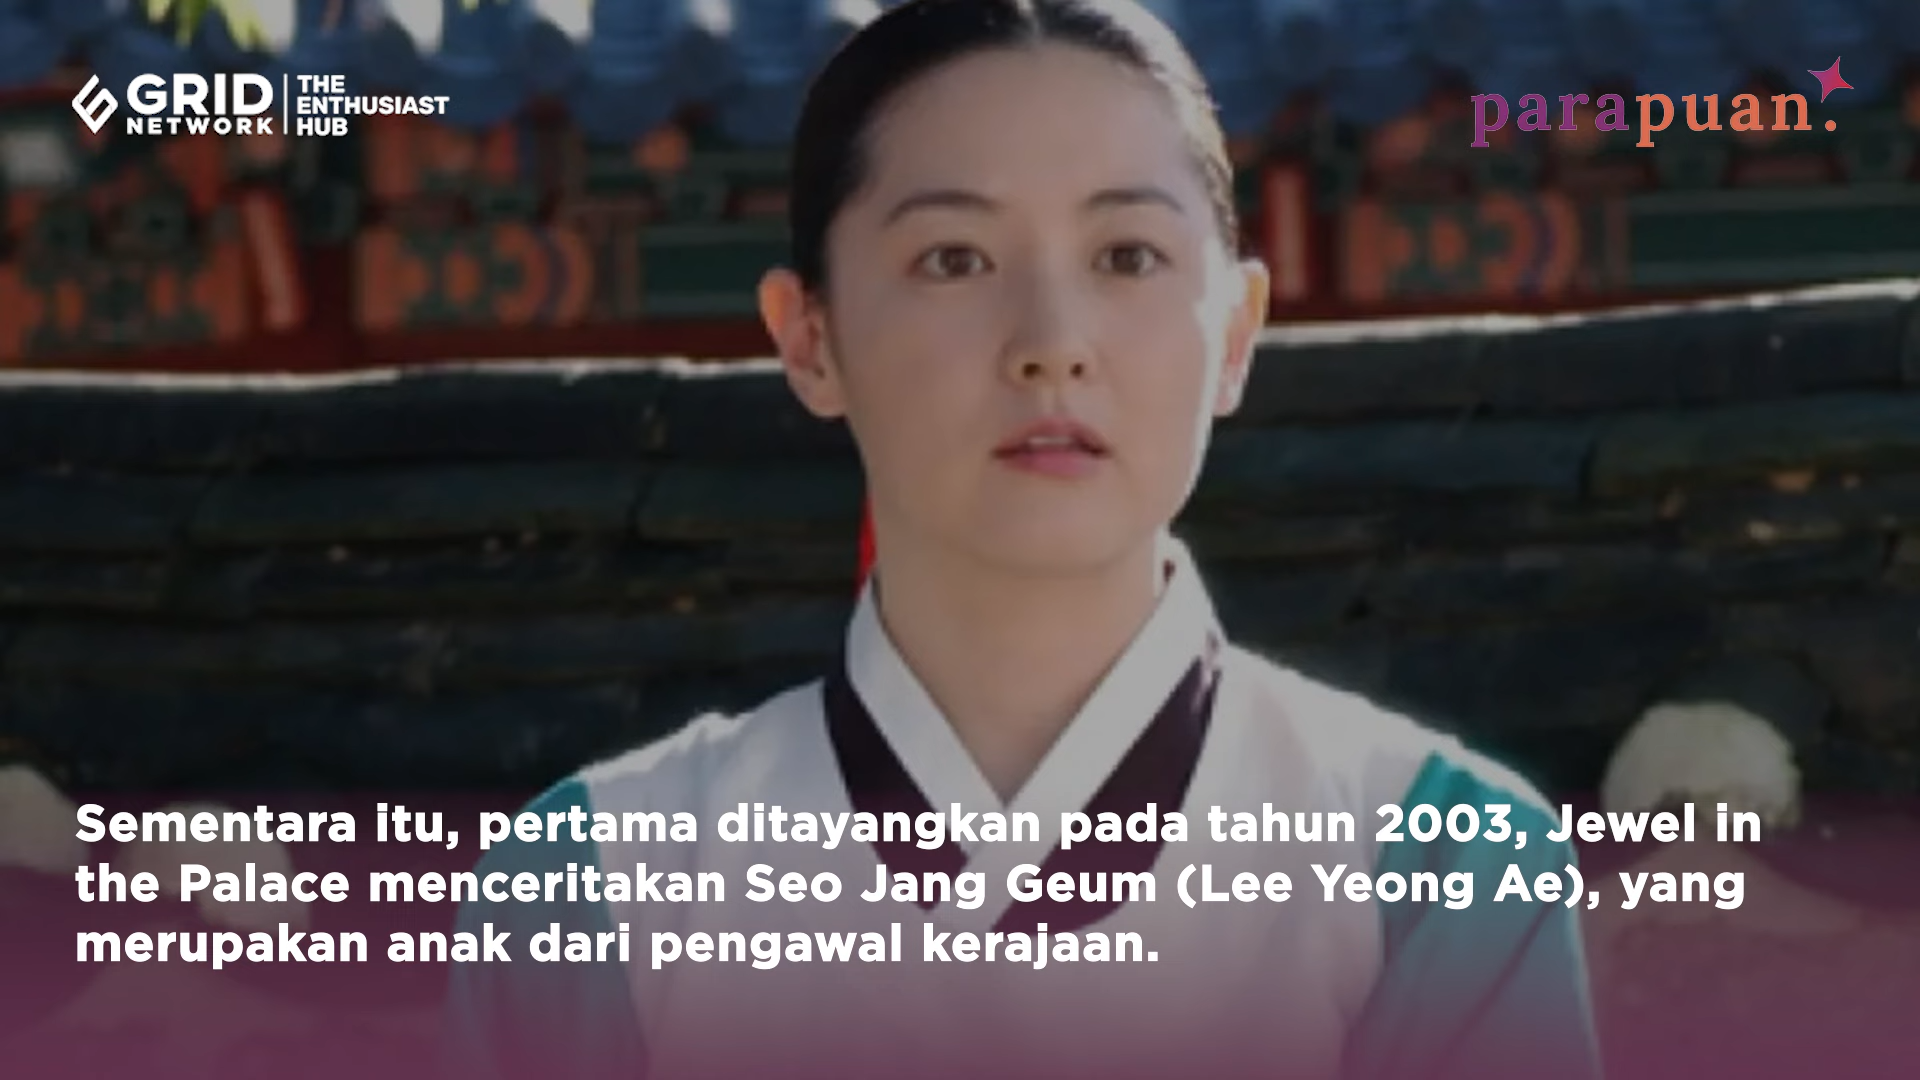 GRID
NETWORK
THE
ENTHUSIAST
HUB
parapuan.
Sementara itu, pertama ditayangkan pada tahun 2003, Jewel in
the Palace menceritakan Seo Jang Geum (Lee Yeong Ae), yang
merupakan anak dari pengawal kerajaan.